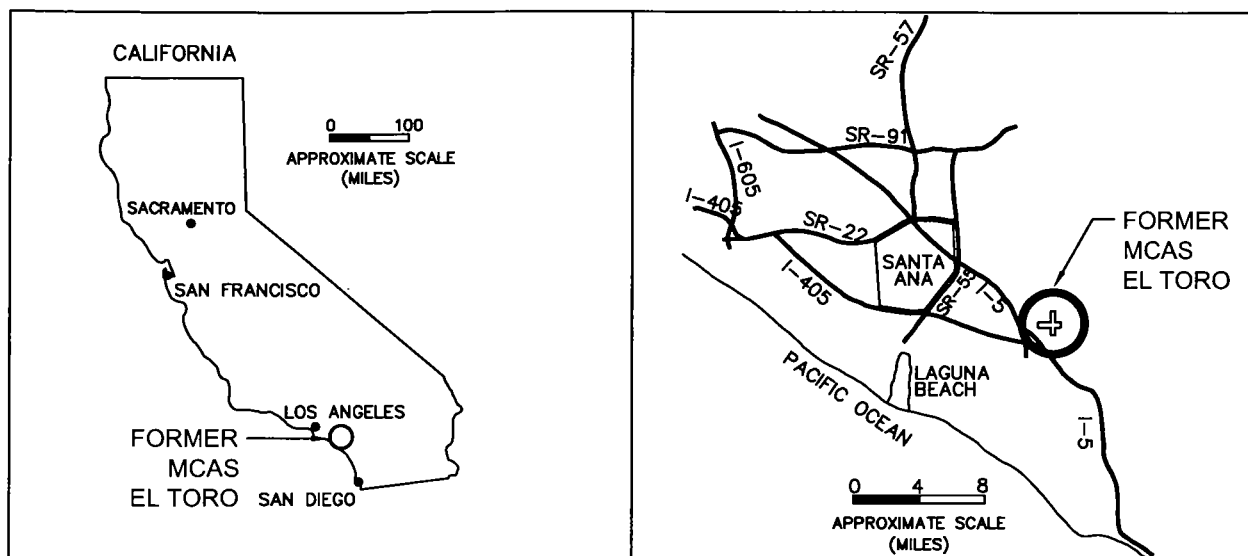 CALIFORNIA
0 100
APPROXIMATE SCALE
(MILES)
SACRAMENTO
SAN FRANCISCO
LOS ANGELES
FORMER
MCAS
EL TORO
SAN DIEGO
SR-57
SR-91
I-605
I-405
SR-22
I-405
SANTA
ANA
SR-55
I-5
FORMER
MCAS
EL TORO
LAGUNA
BEACH
PACIFIC OCEAN
I-5
0 4 8
APPROXIMATE SCALE
(MILES)